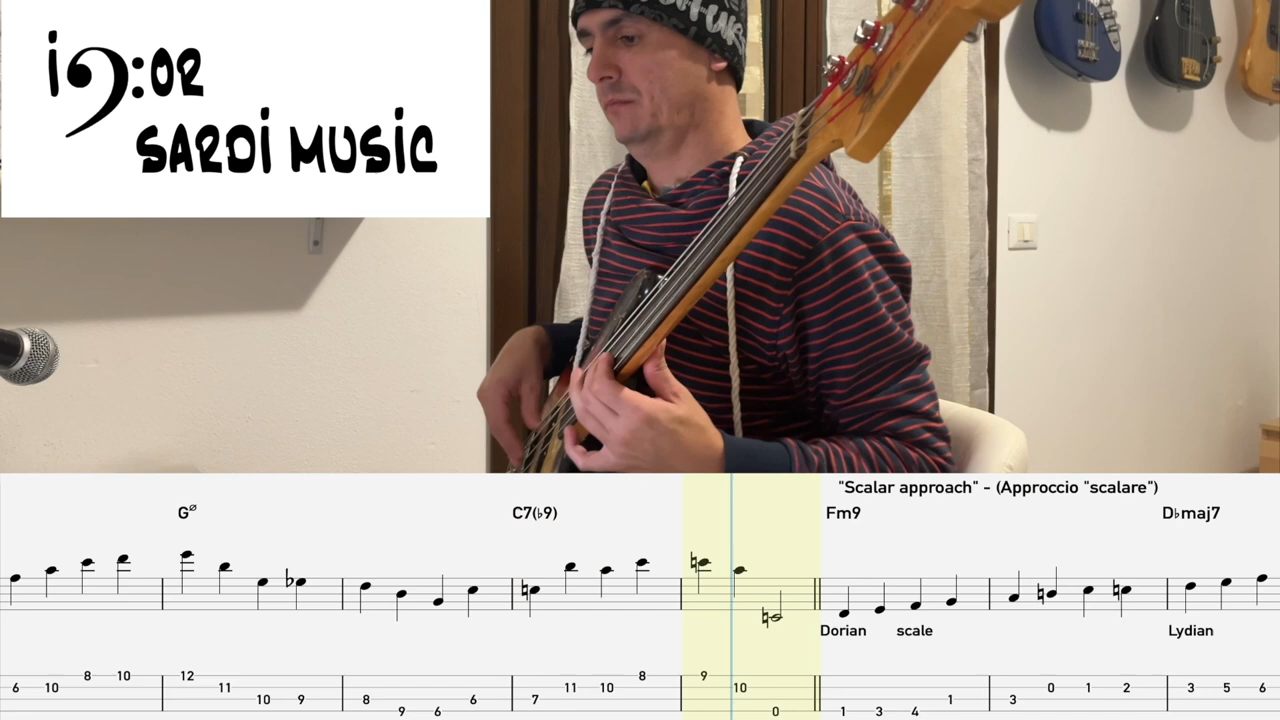 i𝄢:OR
SARDI MUSIC
"Scalar approach" - (Approccio "scalare")
Gø C7(♭9) Fm9 D♭maj7
Dorian scale Lydian
6 10 8 10 12 11 10 9 8 9 6 6 7 11 10 8 9 10 0 1 3 4 1 3 0 1 2 3 5 6